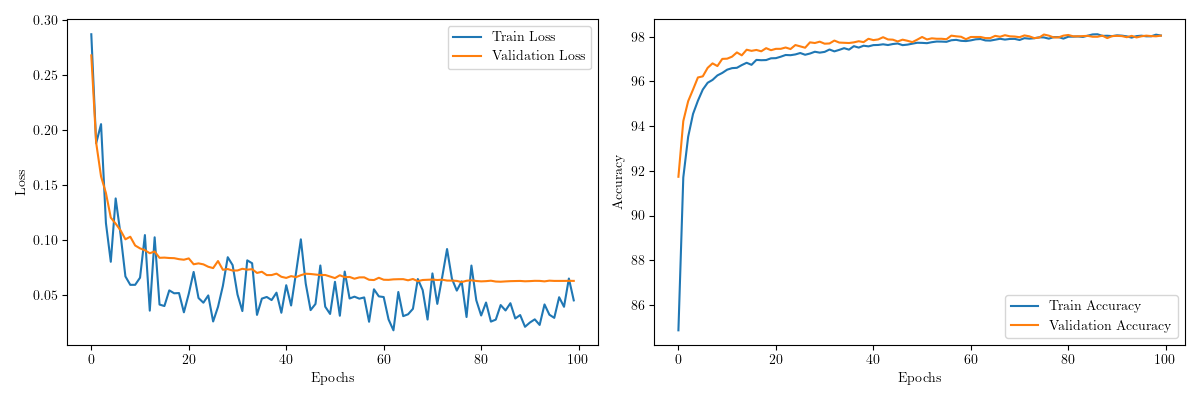 0.30
0.25
0.20
0.15
0.10
0.05
Loss
0 20 40 60 80 100
Epochs
Train Loss
Validation Loss
98
96
94
92
90
88
86
Accuracy
0 20 40 60 80 100
Epochs
Train Accuracy
Validation Accuracy